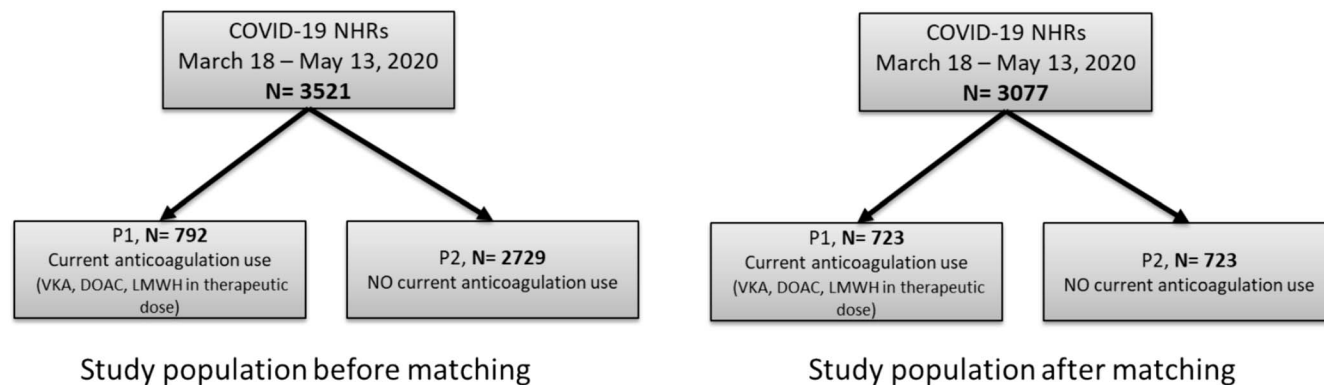 COVID-19 NHRs
March 18 – May 13, 2020
N= 3521
P1, N= 792
Current anticoagulation use
(VKA, DOAC, LMWH in therapeutic
dose)
P2, N= 2729
NO current anticoagulation use
Study population before matching
COVID-19 NHRs
March 18 – May 13, 2020
N= 3077
P1, N= 723
Current anticoagulation use
(VKA, DOAC, LMWH in therapeutic
dose)
P2, N= 723
NO current anticoagulation use
Study population after matching